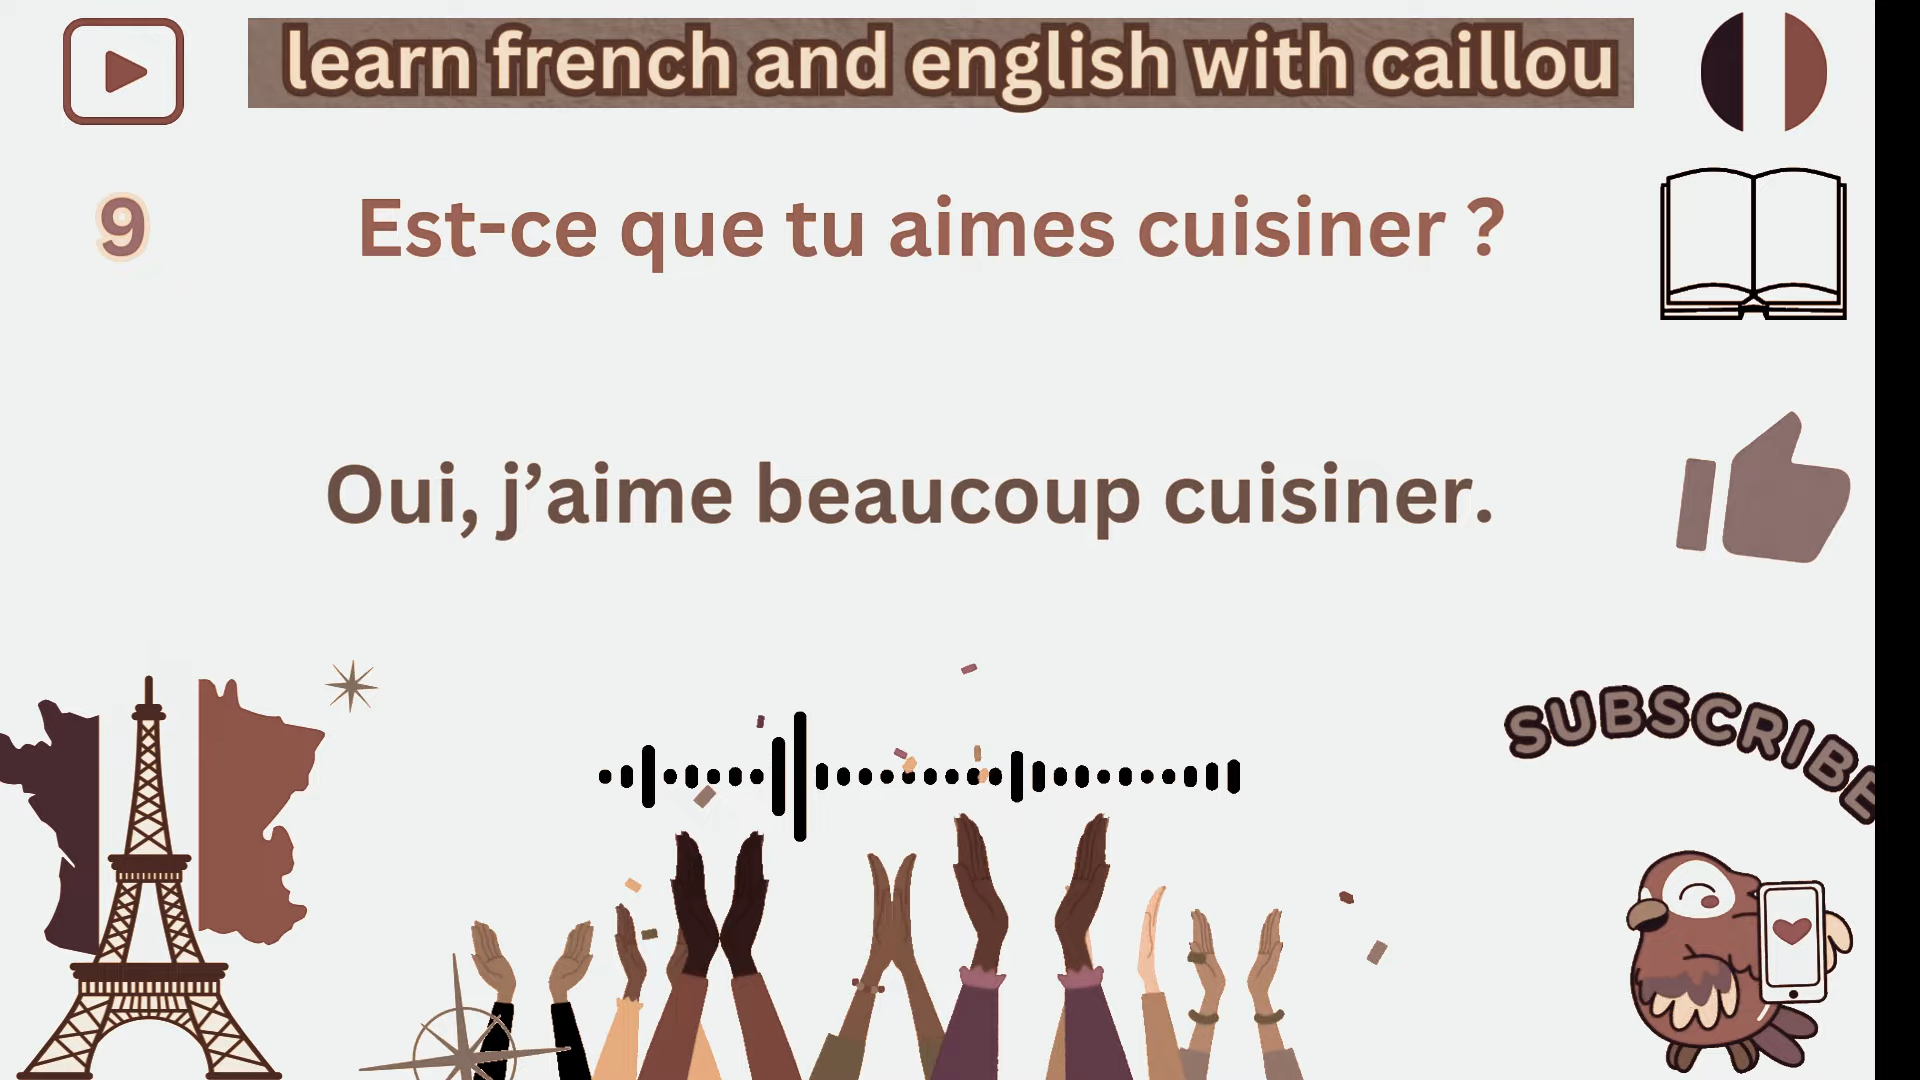 learn french and english with caillou
9
Est-ce que tu aimes cuisiner ?
Oui, j’aime beaucoup cuisiner.
SUBSCRIBE